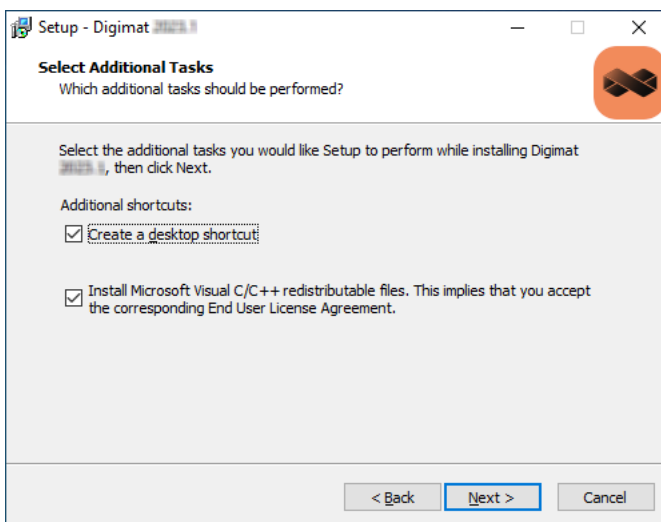 Setup - Digimat
Select Additional Tasks
Which additional tasks should be performed?
Select the additional tasks you would like Setup to perform while installing Digimat
, then click Next.
Additional shortcuts:
Create a desktop shortcut
Install Microsoft Visual C/C++ redistributable files. This implies that you accept
the corresponding End User License Agreement.
< Back
Next >
Cancel